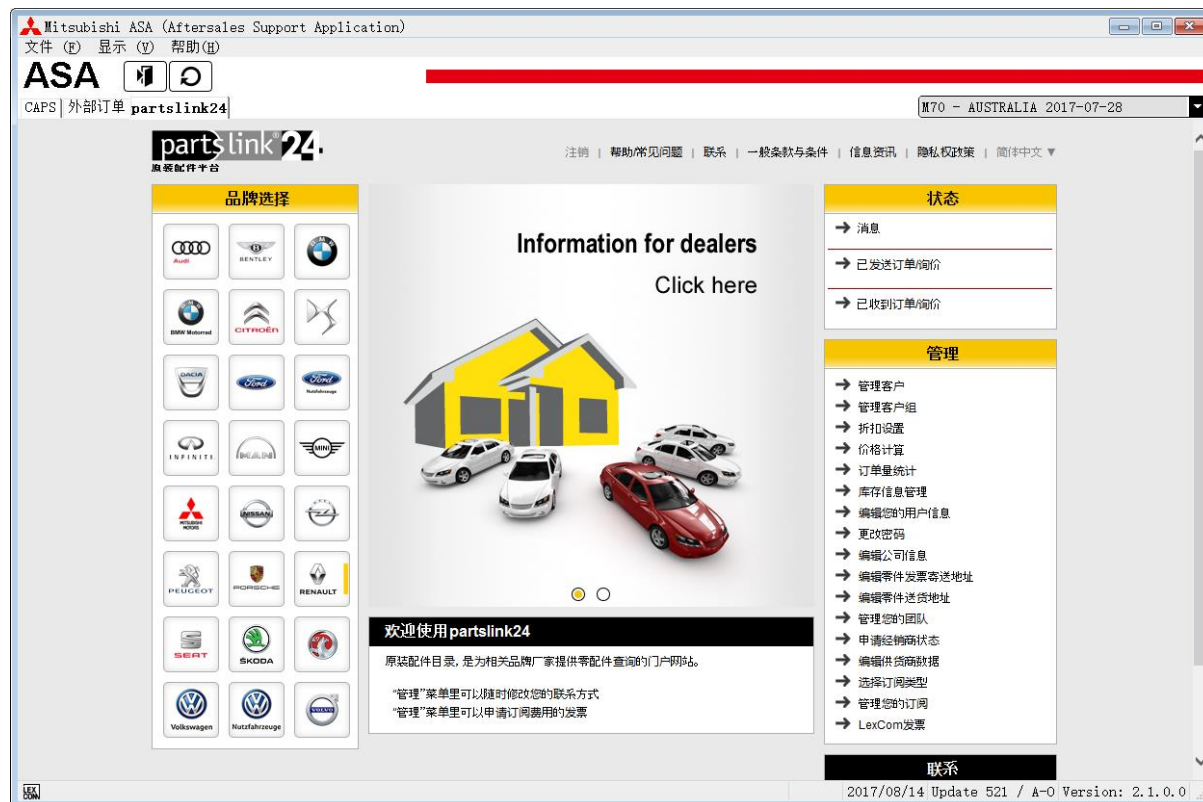 Mitsubishi ASA (Aftersales Support Application)
文件 (F) 显示 (V) 帮助(H)
ASA
CAPS 外部订单 partslink24
M70 - AUSTRALIA 2017-07-28
partslink®24.
原装配件平台
注销 | 帮助/常见问题 | 联系 | 一般条款与条件 | 信息资讯 | 隐私权政策 | 简体中文 ▼
品牌选择
Audi
BENTLEY
BMW
BMW Motorrad
CITROËN
DACIA
Ford
Ford
Nutzfahrzeuge
INFINITI
MAN
MINI
MITSUBISHI
MOTORS
NISSAN
PEUGEOT
PORSCHE
RENAULT
SEAT
ŠKODA
Volkswagen
Nutzfahrzeuge
VOLVO
Information for dealers
Click here
欢迎使用partslink24
原装配件目录, 是为相关品牌厂家提供零配件查询的门户网站。
“管理”菜单里可以随时修改您的联系方式
“管理”菜单里可以申请订阅费用的发票
状态
消息
已发送订单/询价
已收到订单/询价
管理
管理客户
管理客户组
折扣设置
价格计算
订单量统计
库存信息管理
编辑您的用户信息
更改密码
编辑公司信息
编辑零件发票寄送地址
编辑零件送货地址
管理您的团队
申请经销商状态
编辑供货商数据
选择订阅类型
管理您的订阅
LexCom发票
联系
LEX
COM
2017/08/14 Update 521 / A-O Version: 2.1.0.0